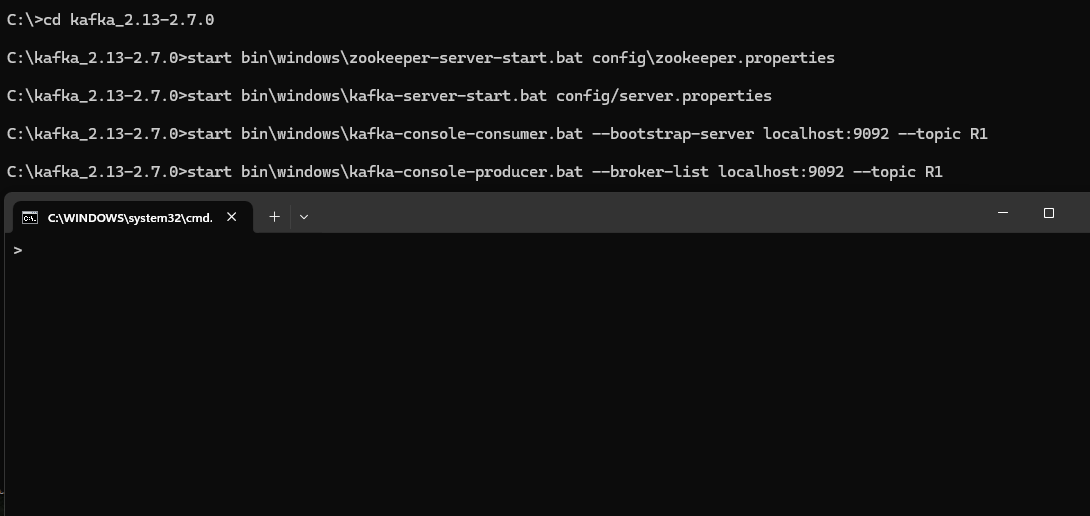 C:\>cd kafka_2.13-2.7.0
C:\kafka_2.13-2.7.0>start bin\windows\zookeeper-server-start.bat config\zookeeper.properties
C:\kafka_2.13-2.7.0>start bin\windows\kafka-server-start.bat config/server.properties
C:\kafka_2.13-2.7.0>start bin\windows\kafka-console-consumer.bat --bootstrap-server localhost:9092 --topic R1
C:\kafka_2.13-2.7.0>start bin\windows\kafka-console-producer.bat --broker-list localhost:9092 --topic R1
C:\WINDOWS\system32\cmd.
>